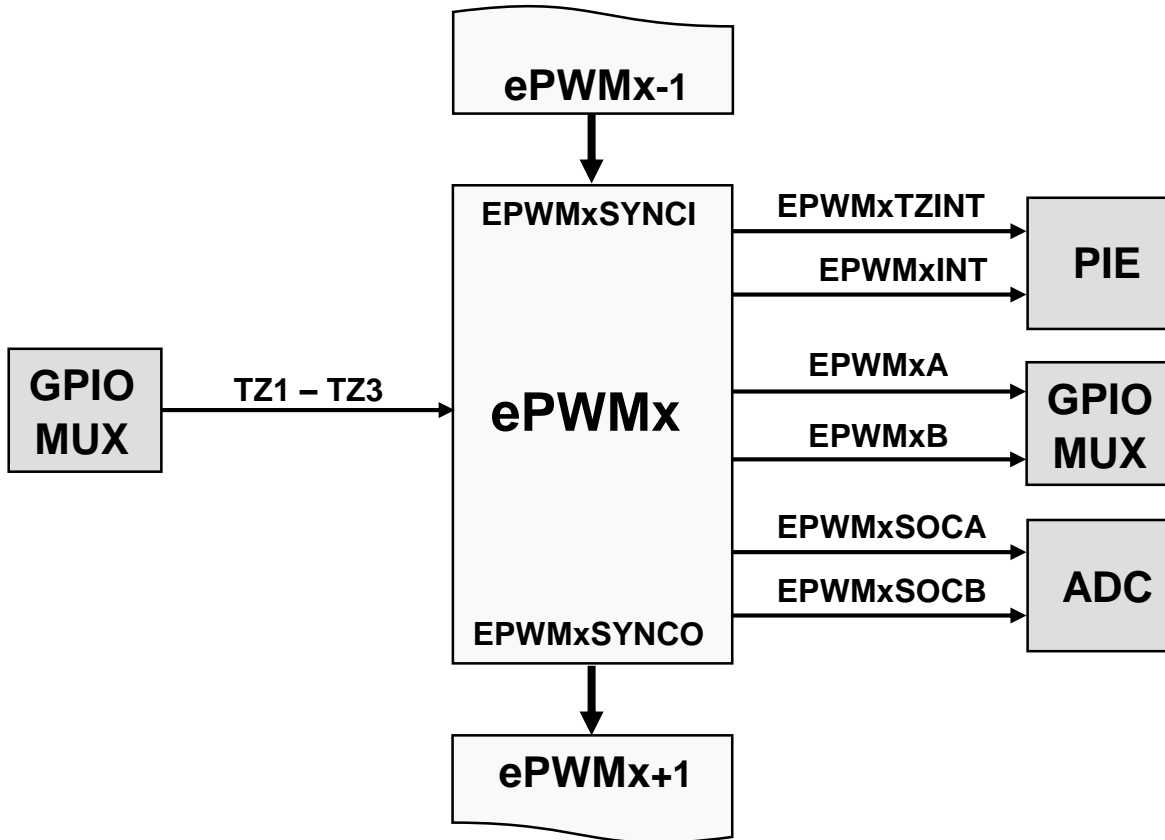 ePWMx-1
EPWMxSYNCI
EPWMxTZINT
EPWMxINT
PIE
GPIO
MUX
TZ1 – TZ3
ePWMx
EPWMxA
EPWMxB
GPIO
MUX
EPWMxSOCA
EPWMxSOCB
ADC
EPWMxSYNCO
ePWMx+1